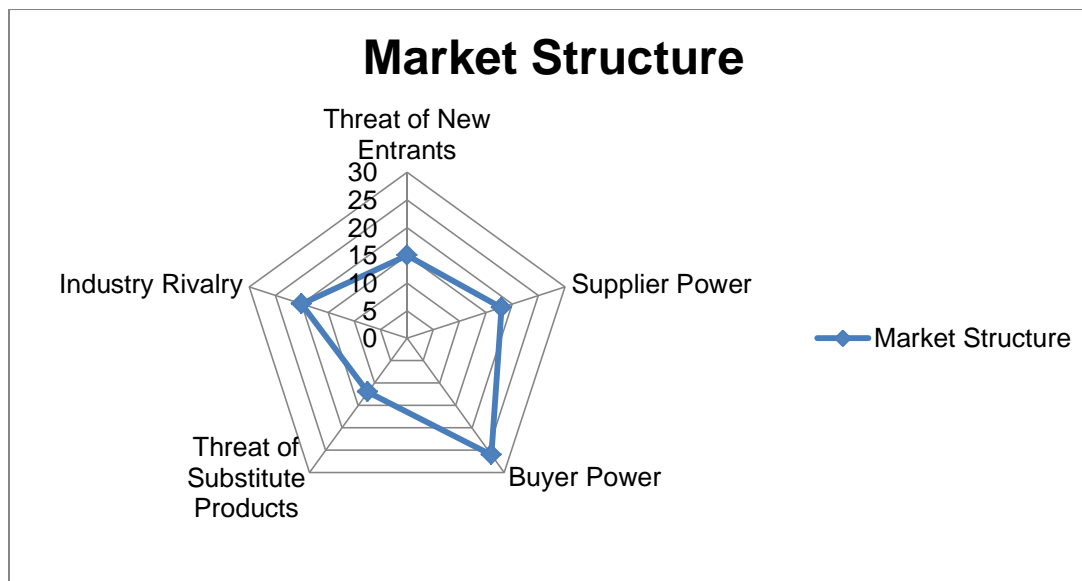 Market Structure
Threat of New
Entrants
30
25
20
15
10
5
0
Industry Rivalry
Supplier Power
Market Structure
Threat of
Substitute
Products
Buyer Power